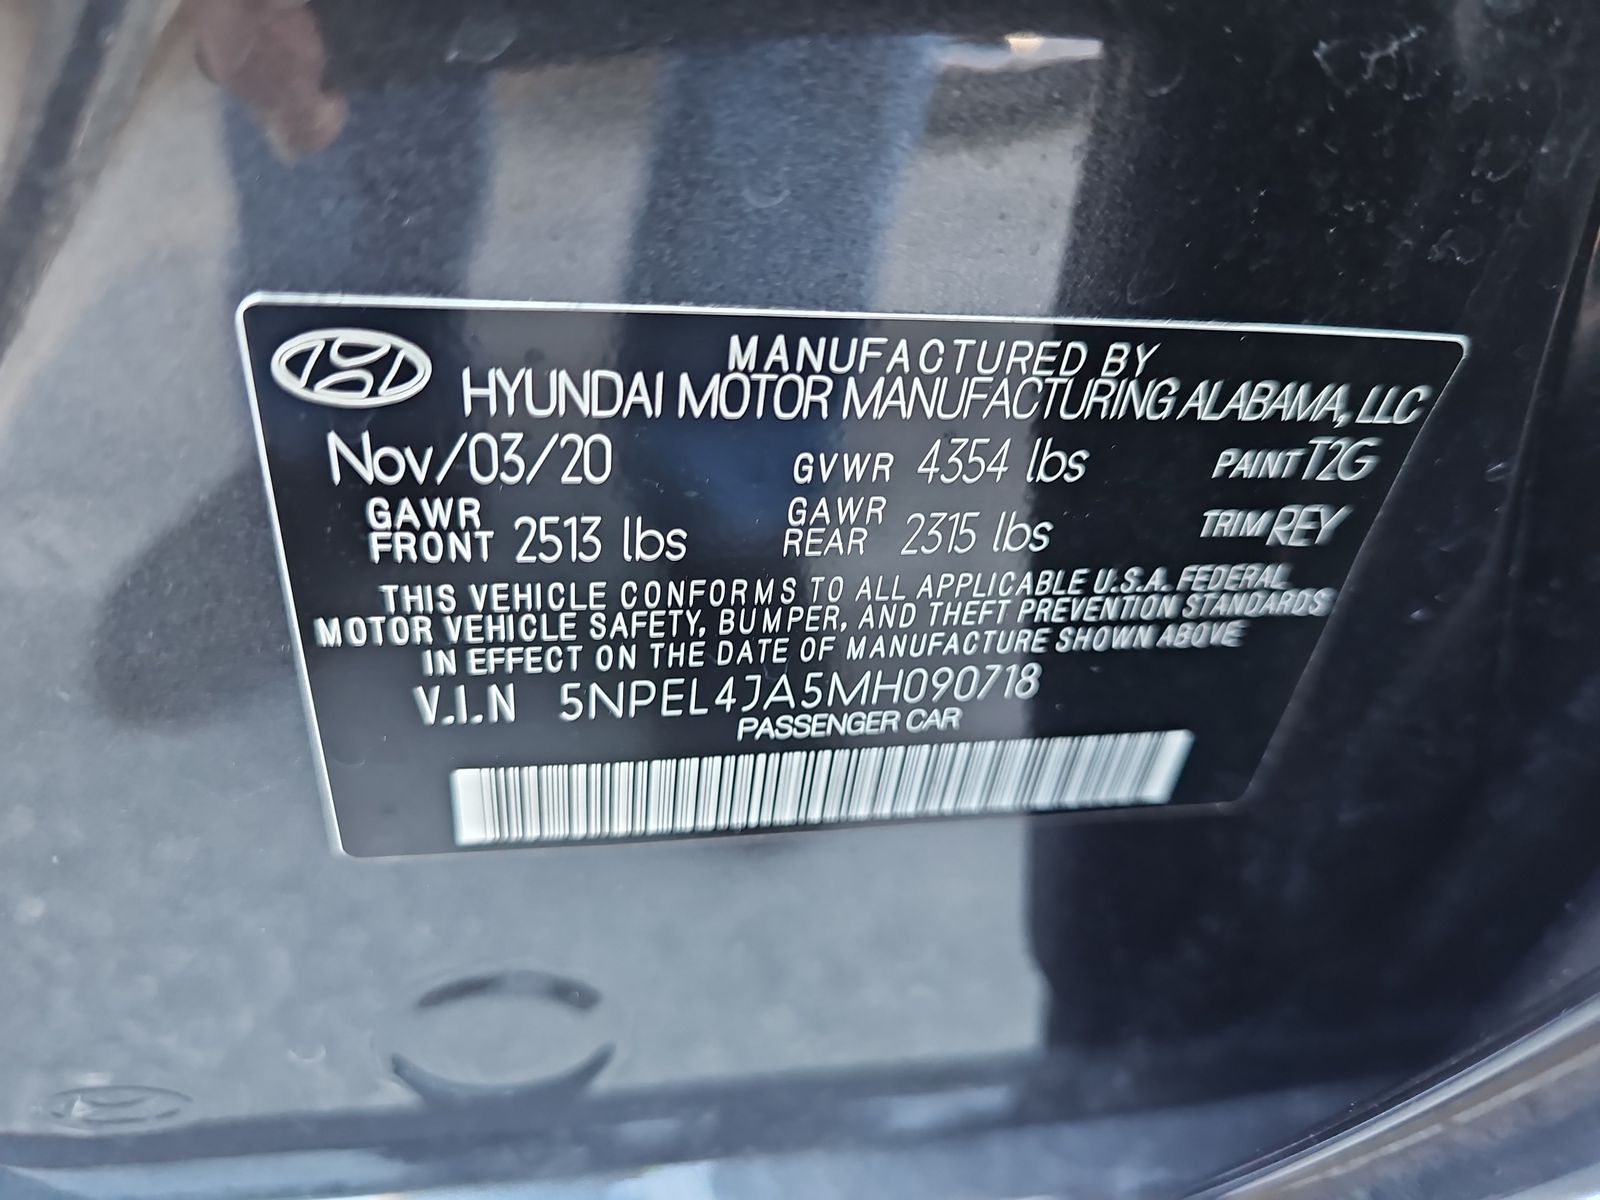 MANUFACTURED BY
HYUNDAI MOTOR MANUFACTURING ALABAMA, LLC
Nov/03/20 GVWR 4354 lbs PAINT T2G
GAWR FRONT 2513 lbs GAWR REAR 2315 lbs TRIM REY
THIS VEHICLE CONFORMS TO ALL APPLICABLE U.S.A. FEDERAL
MOTOR VEHICLE SAFETY, BUMPER, AND THEFT PREVENTION STANDARDS
IN EFFECT ON THE DATE OF MANUFACTURE SHOWN ABOVE
V.I.N 5NPEL4JA5MH090718
PASSENGER CAR